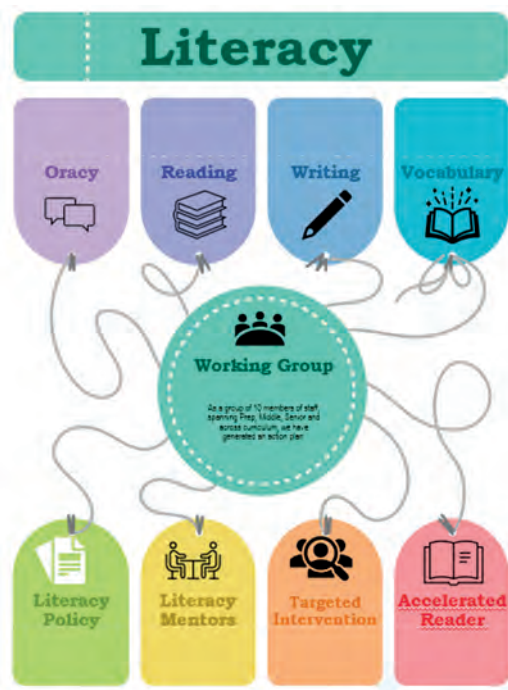 Literacy
Oracy
Reading
Writing
Vocabulary
Working Group
As a group of 10 members of staff,
spanning Prep, Middle, Senior and
across curriculum, we have
generated an action plan
Literacy
Policy
Literacy
Mentors
Targeted
Intervention
Accelerated
Reader